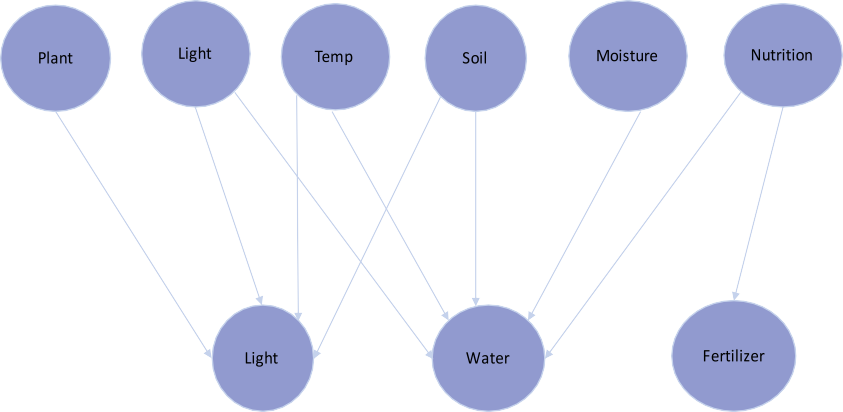 Plant
Light
Temp
Soil
Moisture
Nutrition
Light
Water
Fertilizer